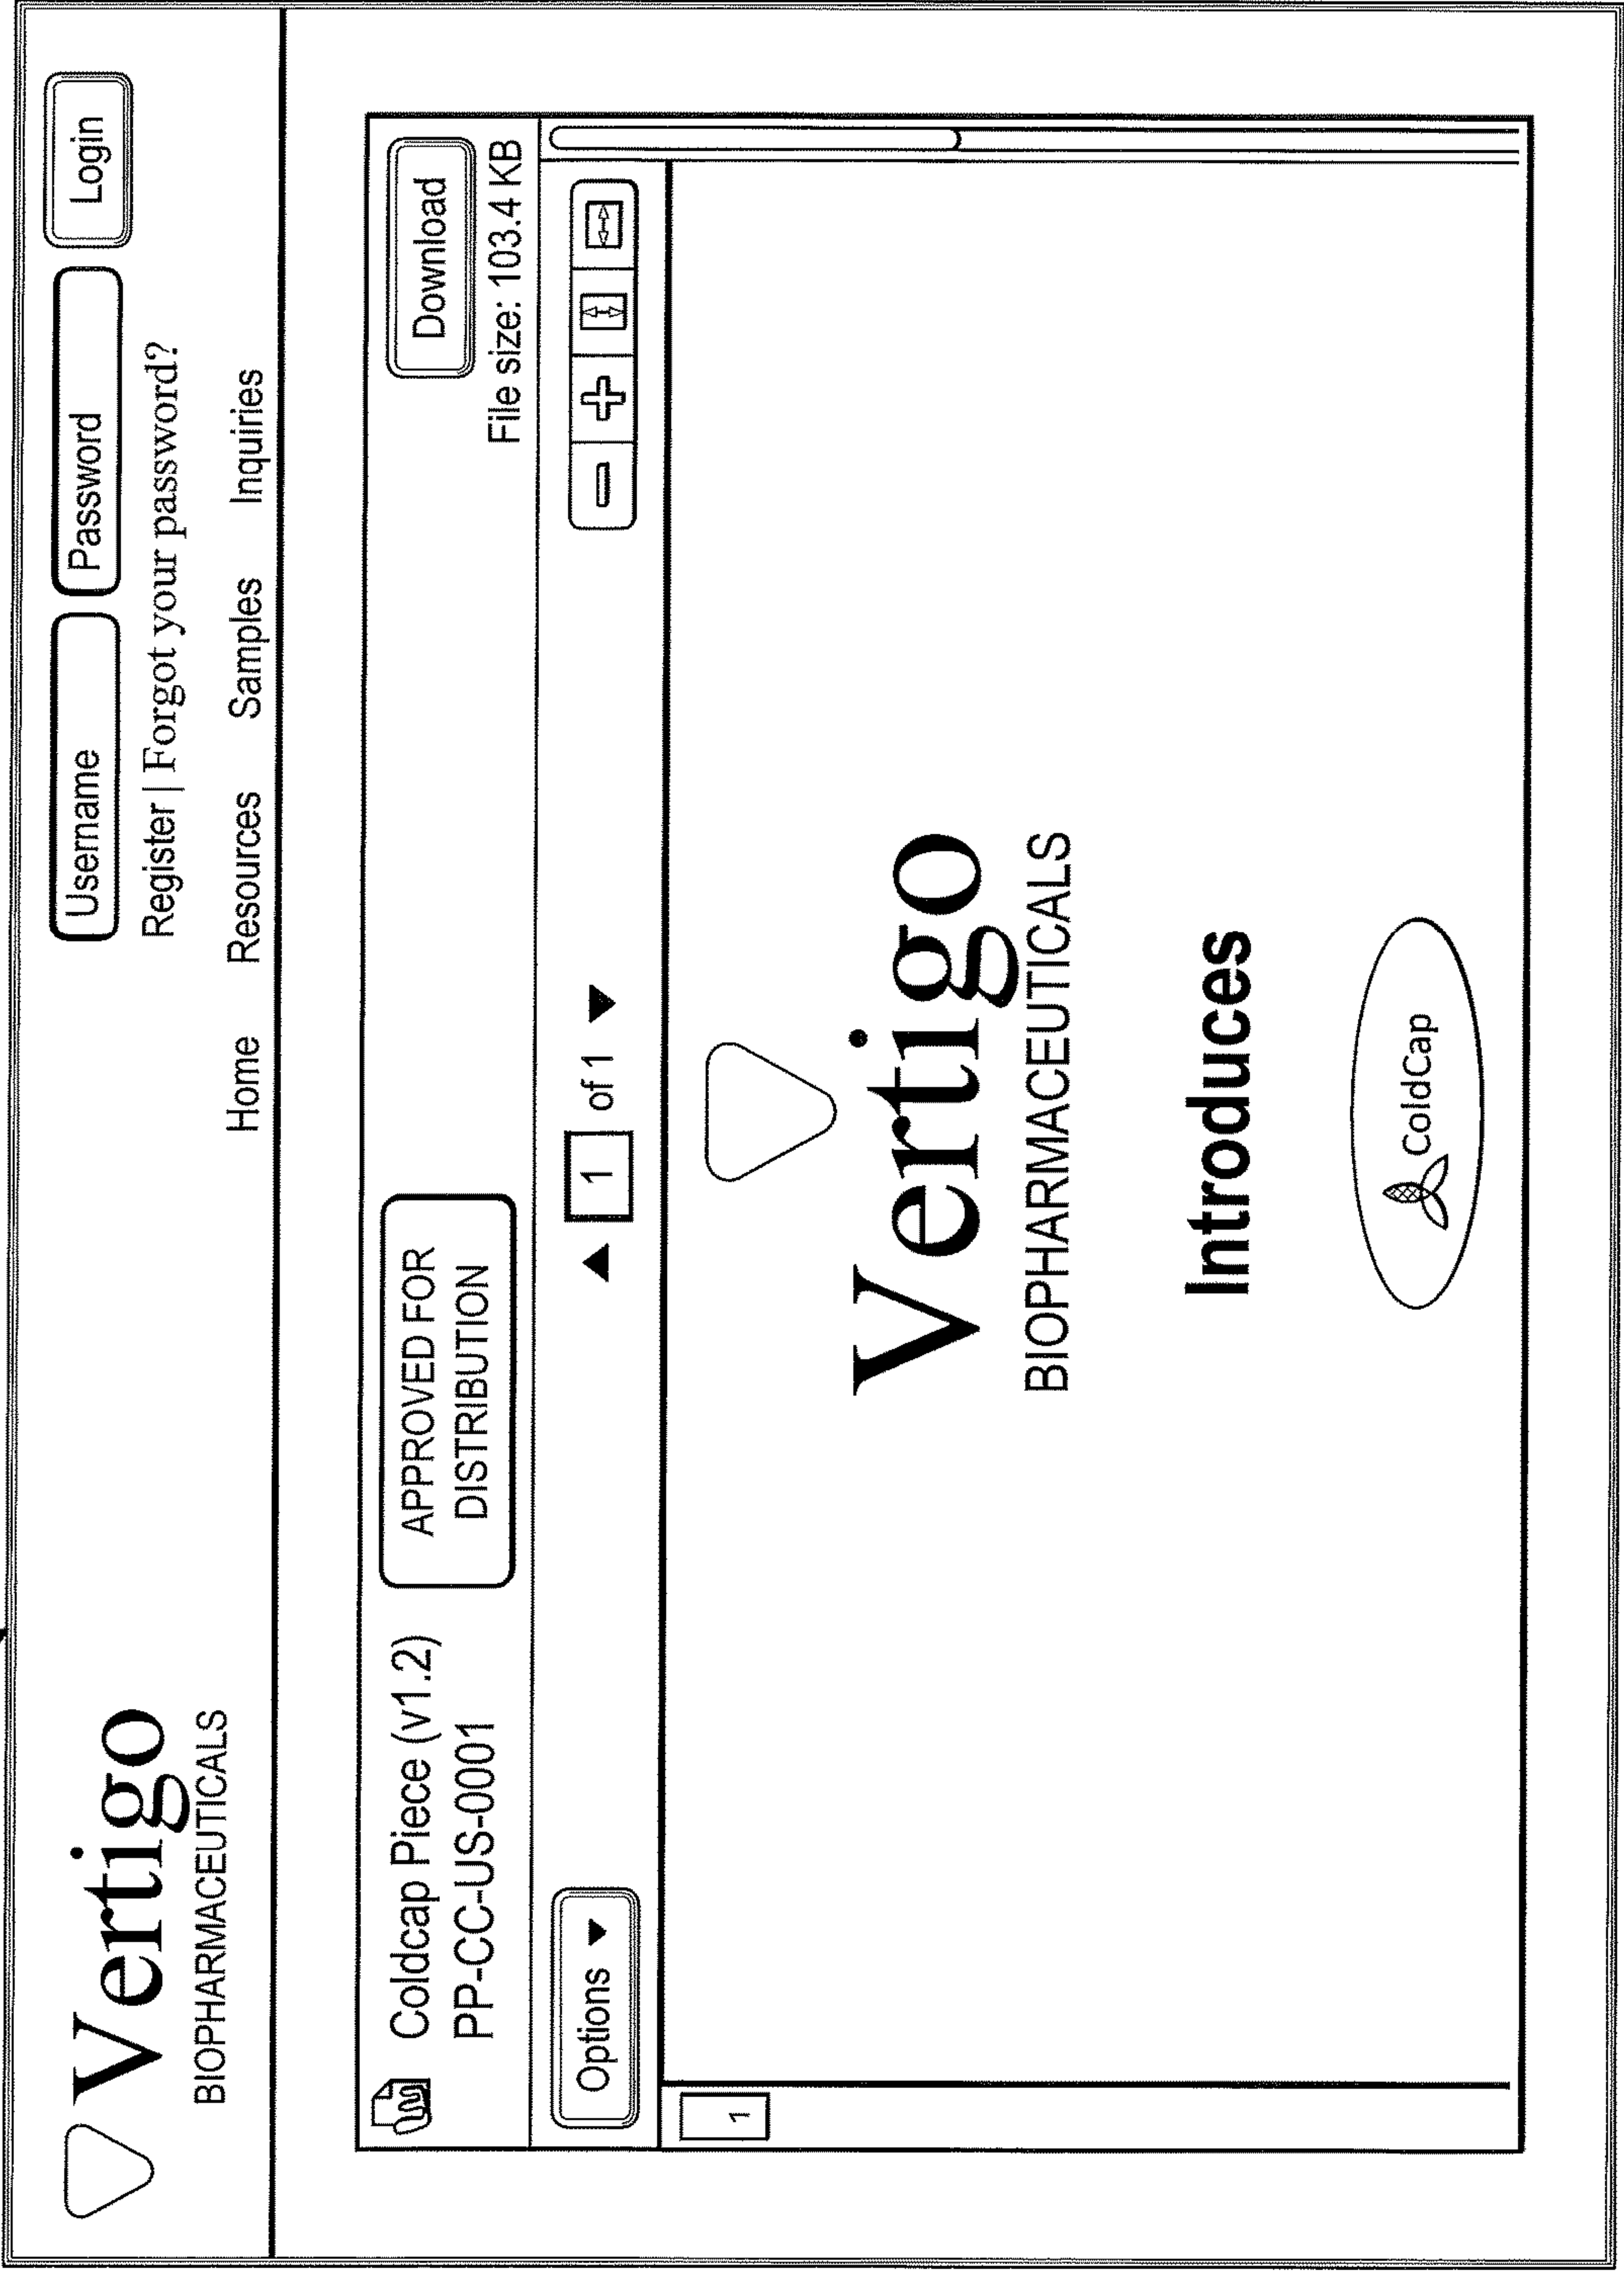 Vertigo
BIOPHARMACEUTICALS
Username Password Login
Register | Forgot your password?
Home Resources Samples Inquiries
Coldcap Piece (v1.2)
PP-CC-US-0001
APPROVED FOR
DISTRIBUTION
Download
File size: 103.4 KB
Options
1 of 1
1
Vertigo
BIOPHARMACEUTICALS
Introduces
ColdCap